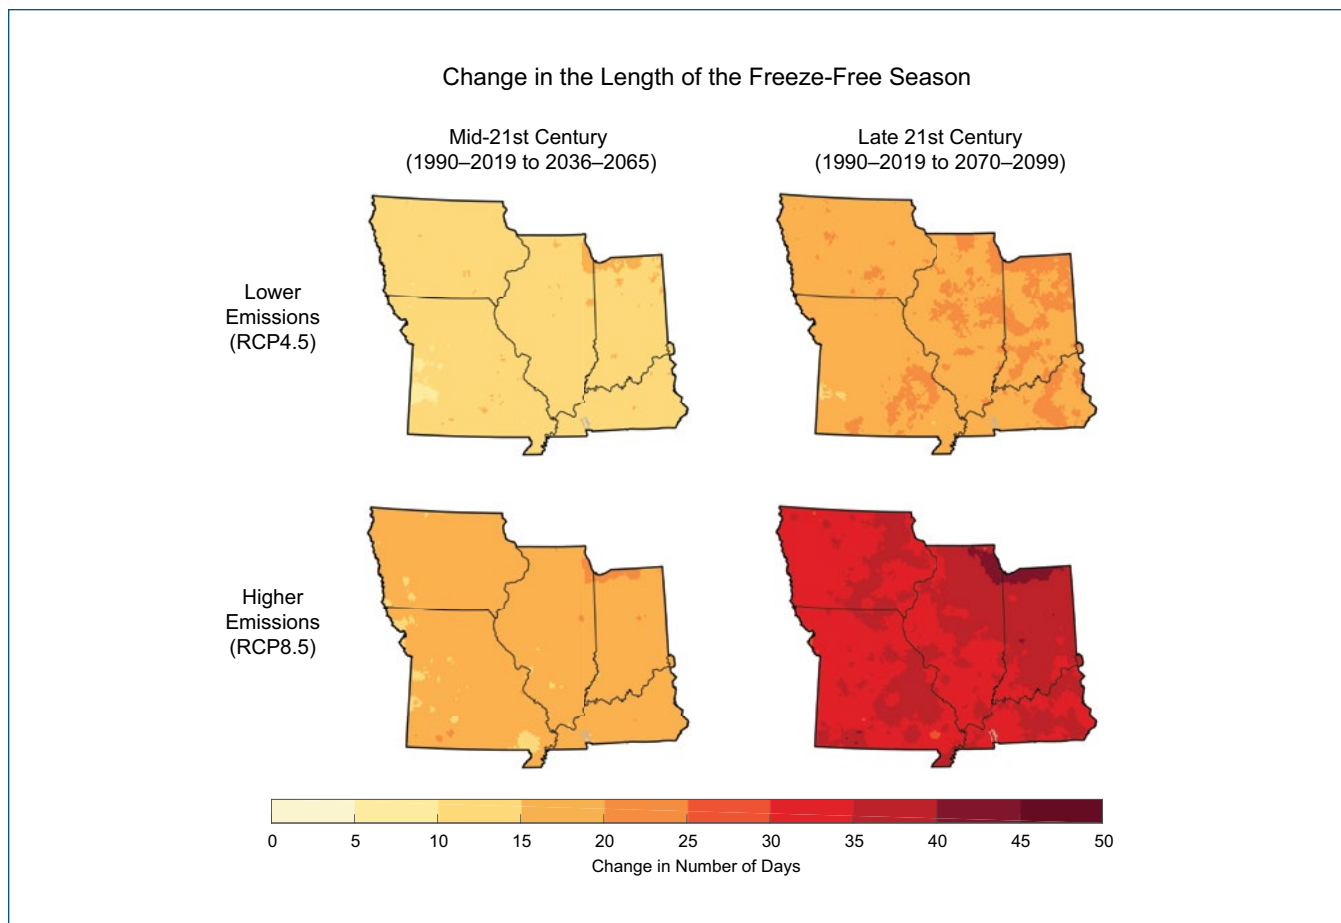 Change in the Length of the Freeze-Free Season
Mid-21st Century
(1990–2019 to 2036–2065)
Late 21st Century
(1990–2019 to 2070–2099)
Lower
Emissions
(RCP4.5)
Higher
Emissions
(RCP8.5)
0 5 10 15 20 25 30 35 40 45 50
Change in Number of Days